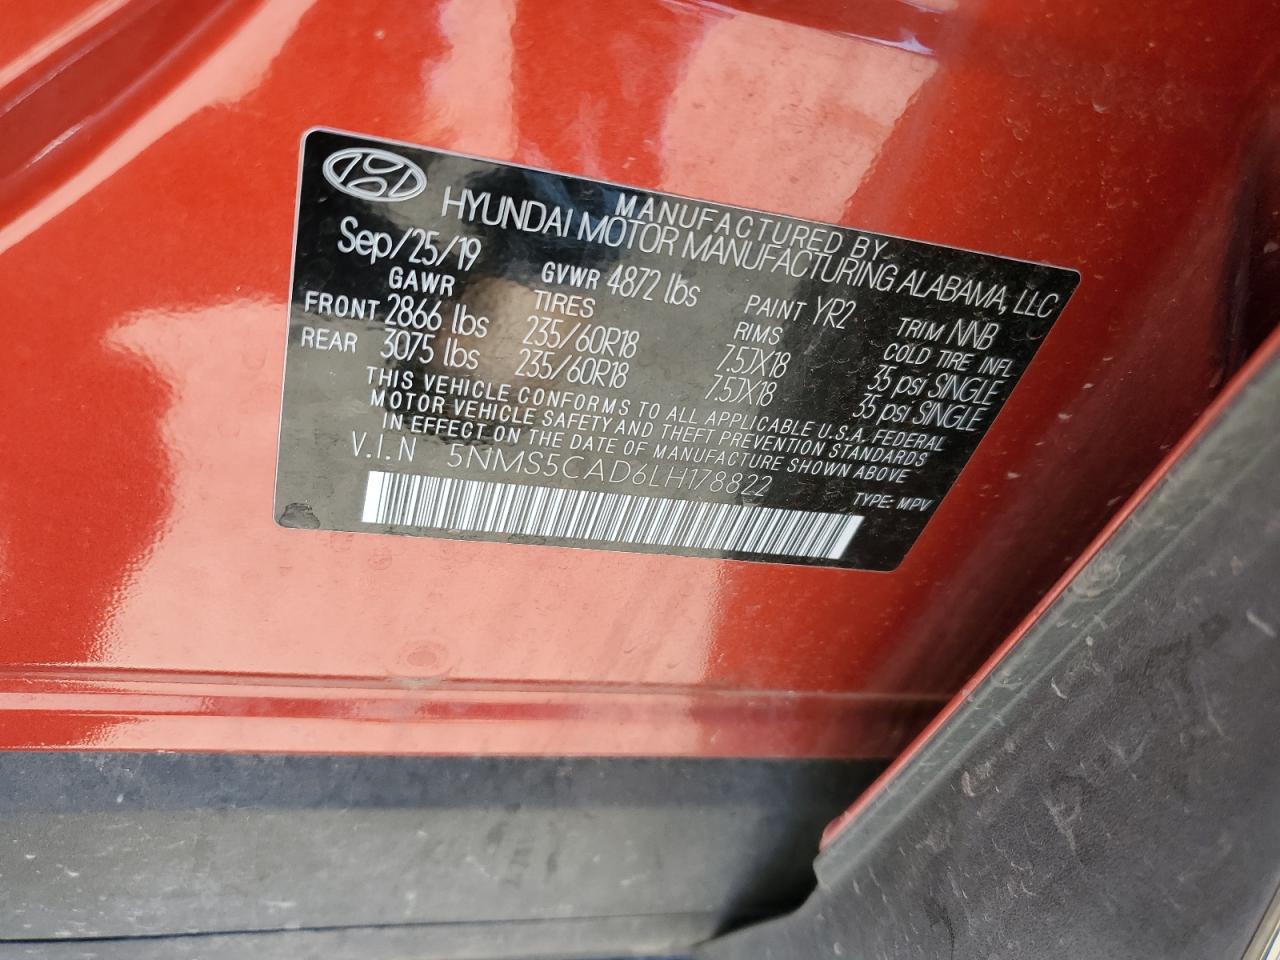 MANUFACTURED BY
HYUNDAI MOTOR MANUFACTURING ALABAMA, LLC
Sep/25/19 GVWR 4872 lbs PAINT YR2 TRIM NNB
GAWR TIRES RIMS COLD TIRE INFL
FRONT 2866 lbs 235/60R18 7.5JX18 35 psi SINGLE
REAR 3075 lbs 235/60R18 7.5JX18 35 psi SINGLE
THIS VEHICLE CONFORMS TO ALL APPLICABLE U.S.A. FEDERAL
MOTOR VEHICLE SAFETY AND THEFT PREVENTION STANDARDS
IN EFFECT ON THE DATE OF MANUFACTURE SHOWN ABOVE
V.I.N 5NMS5CAD6LH178822
TYPE: MPV